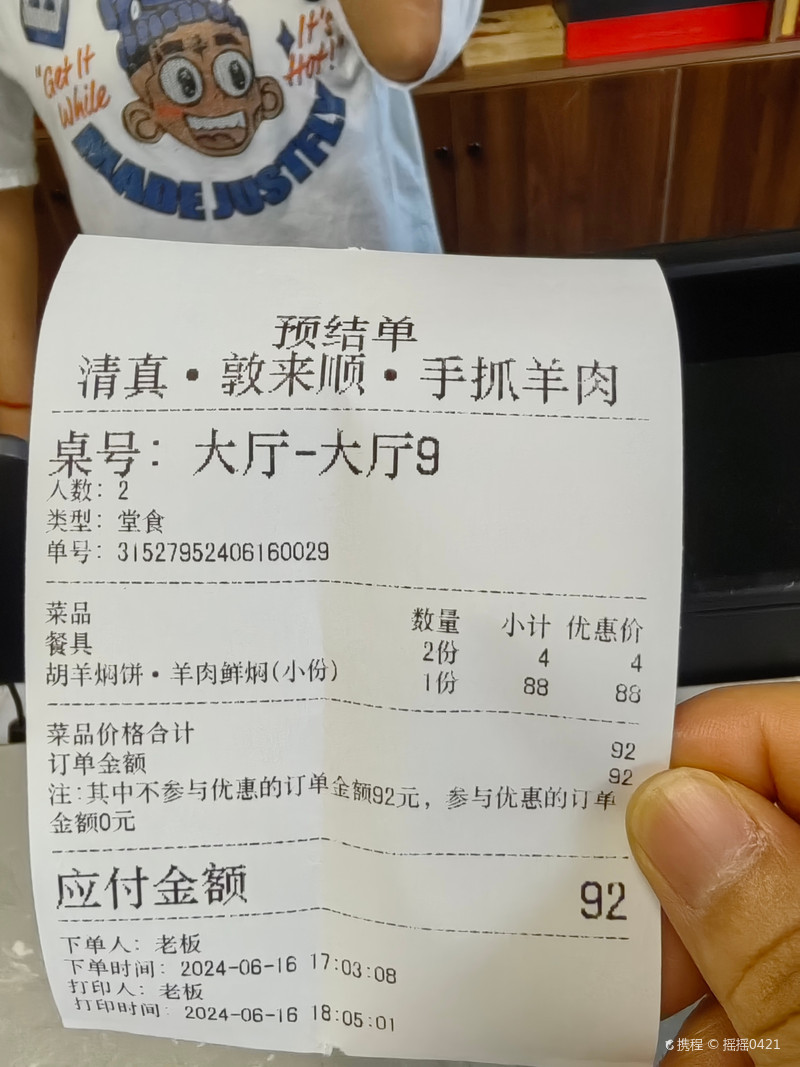 "Get It
While
It's
Hot!"
MADE JUSTFLY
预结单
清真·敦来顺·手抓羊肉
桌号: 大厅-大厅9
人数: 2
类型: 堂食
单号: 31527952406160029
菜品 数量 小计 优惠价
餐具 2份 4 4
胡羊焖饼·羊肉鲜焖(小份) 1份 88 88
菜品价格合计 92
订单金额 92
注:其中不参与优惠的订单金额92元，参与优惠的订单
金额0元
应付金额 92
下单人: 老板
下单时间: 2024-06-16 17:03:08
打印人: 老板
打印时间: 2024-06-16 18:05:01
携程 © 摇摇0421